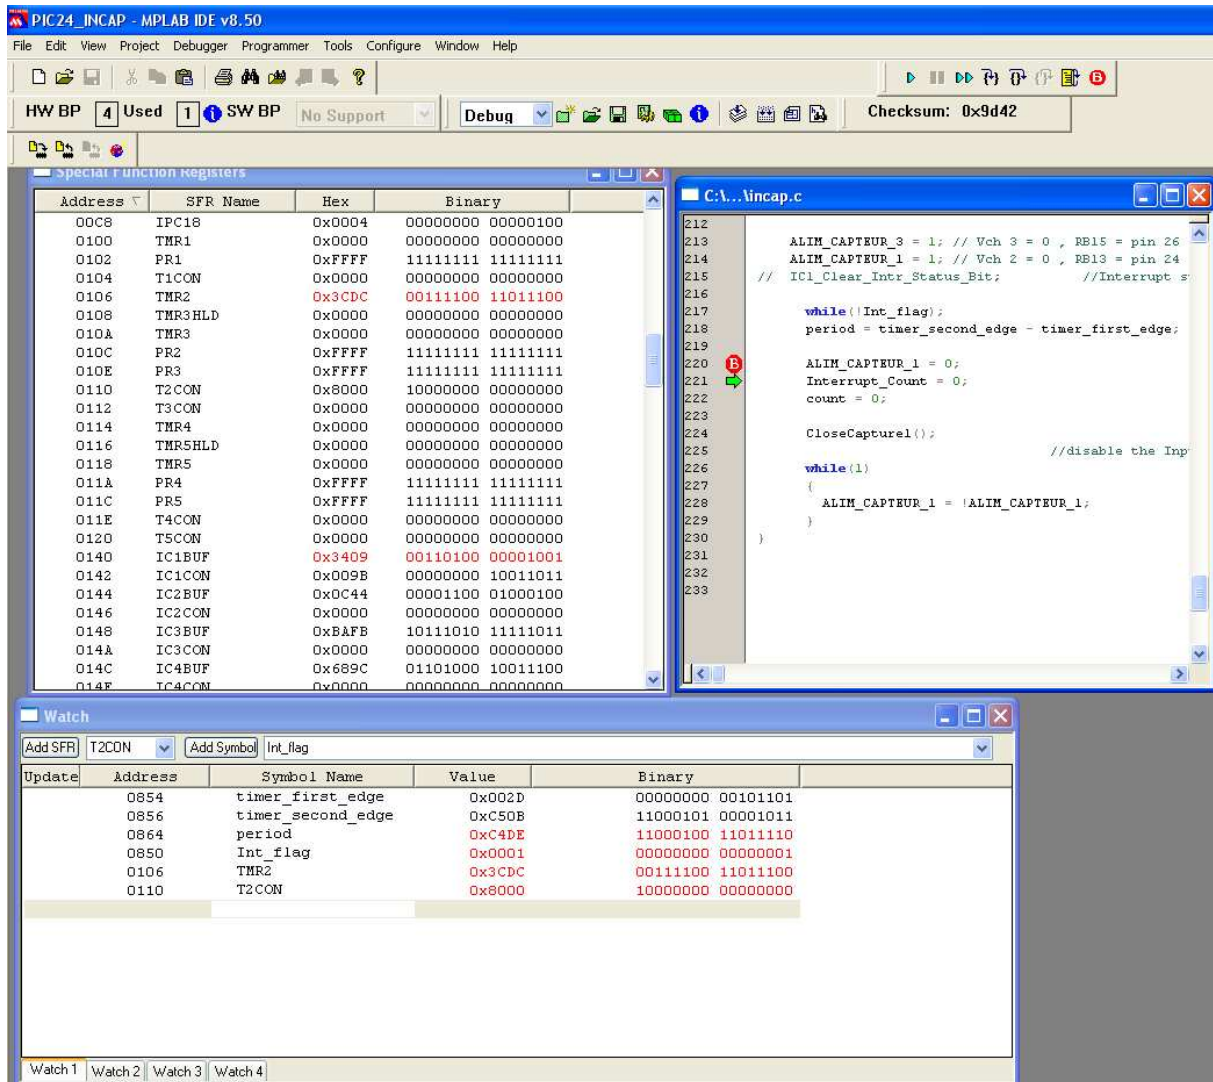 PIC24_INCAP - MPLAB IDE v8.50
File Edit View Project Debugger Programmer Tools Configure Window Help
HW BP 4 Used 1 SW BP No Support Debug Checksum: 0x9d42
Special Function Registers
Address SFR Name Hex Binary
00C8 IPC18 0x0004 00000000 00000100
0100 TMR1 0x0000 00000000 00000000
0102 PR1 0xFFFF 11111111 11111111
0104 T1CON 0x0000 00000000 00000000
0106 TMR2 0x3CDC 00111100 11011100
0108 TMR3HLD 0x0000 00000000 00000000
010A TMR3 0x0000 00000000 00000000
010C PR2 0xFFFF 11111111 11111111
010E PR3 0xFFFF 11111111 11111111
0110 T2CON 0x8000 10000000 00000000
0112 T3CON 0x0000 00000000 00000000
0114 TMR4 0x0000 00000000 00000000
0116 TMR5HLD 0x0000 00000000 00000000
0118 TMR5 0x0000 00000000 00000000
011A PR4 0xFFFF 11111111 11111111
011C PR5 0xFFFF 11111111 11111111
011E T4CON 0x0000 00000000 00000000
0120 T5CON 0x0000 00000000 00000000
0140 IC1BUF 0x3409 00110100 00001001
0142 IC1CON 0x009B 00000000 10011011
0144 IC2BUF 0x0C44 00001100 01000100
0146 IC2CON 0x0000 00000000 00000000
0148 IC3BUF 0xBAFB 10111010 11111011
014A IC3CON 0x0000 00000000 00000000
014C IC4BUF 0x689C 01101000 10011100
014E IC4CON 0x0000 00000000 00000000
C:\...\incap.c
212
213 ALIM_CAPTEUR_3 = 1; // Vch 3 = 0 , RB15 = pin 26
214 ALIM_CAPTEUR_1 = 1; // Vch 2 = 0 , RB13 = pin 24
215 // IC1_Clear_Intr_Status_Bit; //Interrupt s
216
217 while(!Int_flag);
218 period = timer_second_edge - timer_first_edge;
219
220 B ALIM_CAPTEUR_1 = 0;
221 Interrupt_Count = 0;
222 count = 0;
223
224 CloseCapture1();
225 //disable the Inp
226 while(1)
227 {
228 ALIM_CAPTEUR_1 = !ALIM_CAPTEUR_1;
229 }
230 }
231
232
233
Watch
Add SFR T2CON Add Symbol Int_flag
Update Address Symbol Name Value Binary
0854 timer_first_edge 0x002D 00000000 00101101
0856 timer_second_edge 0xC50B 11000101 00001011
0864 period 0xC4DE 11000100 11011110
0850 Int_flag 0x0001 00000000 00000001
0106 TMR2 0x3CDC 00111100 11011100
0110 T2CON 0x8000 10000000 00000000
Watch 1 Watch 2 Watch 3 Watch 4